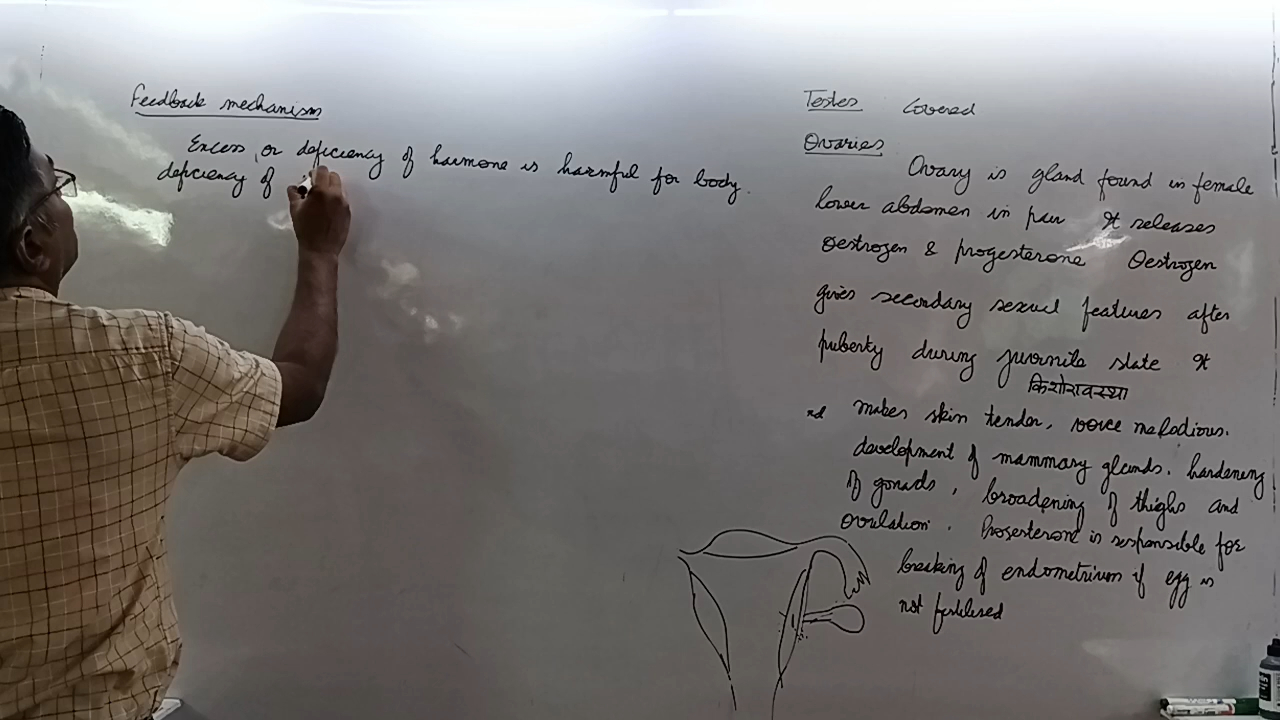 Feedback mechanism
Excess, or deficiency of hormone is harmful for body.
deficiency of
Testes Covered
Ovaries
Ovary is gland found in female
lower abdomen in pair It releases
Oestrogen & progesterone Oestrogen
gives secondary sexual features after
puberty during juvenile state It
किशोरावस्था
makes skin tender, voice melodious.
development of mammary glands. hardening
of gonads, broadening of thighs and
Ovulation. Progesterone is responsible for
breaking of endometrium if egg is
not fertilised